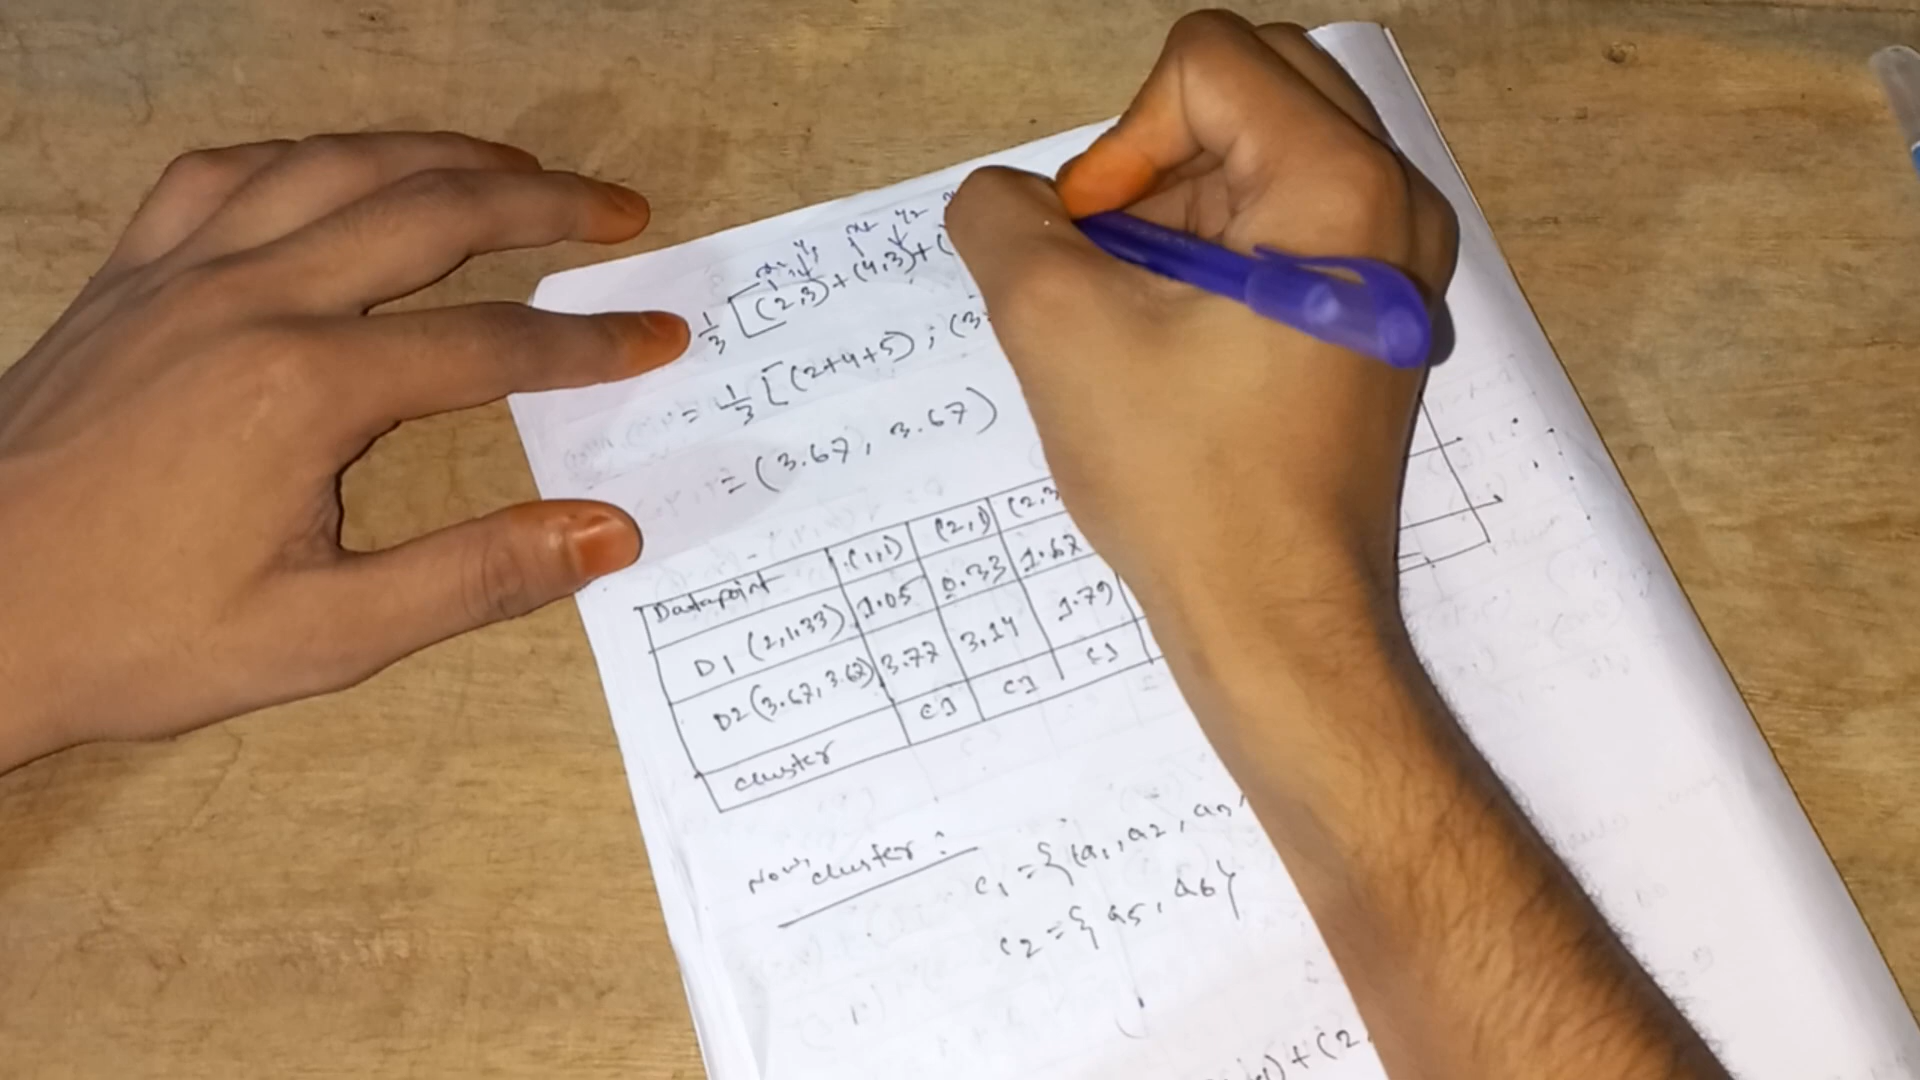 x1 y1 x2 y2
1/3 [(2,3)+(4,3)+(
= 1/3 [(2+4+5); (3
= (3.67, 3.67)
Datapoint (1,1) (2,1) (2,3
D1 (2,1.33) 1.05 0.33 1.67
D2 (3.67, 3.67) 3.77 3.14 1.79
cluster C1 C1 C1
Now, cluster:
C1 = {(a1, a2, a3,
C2 = {a5, a6}
)+(2,